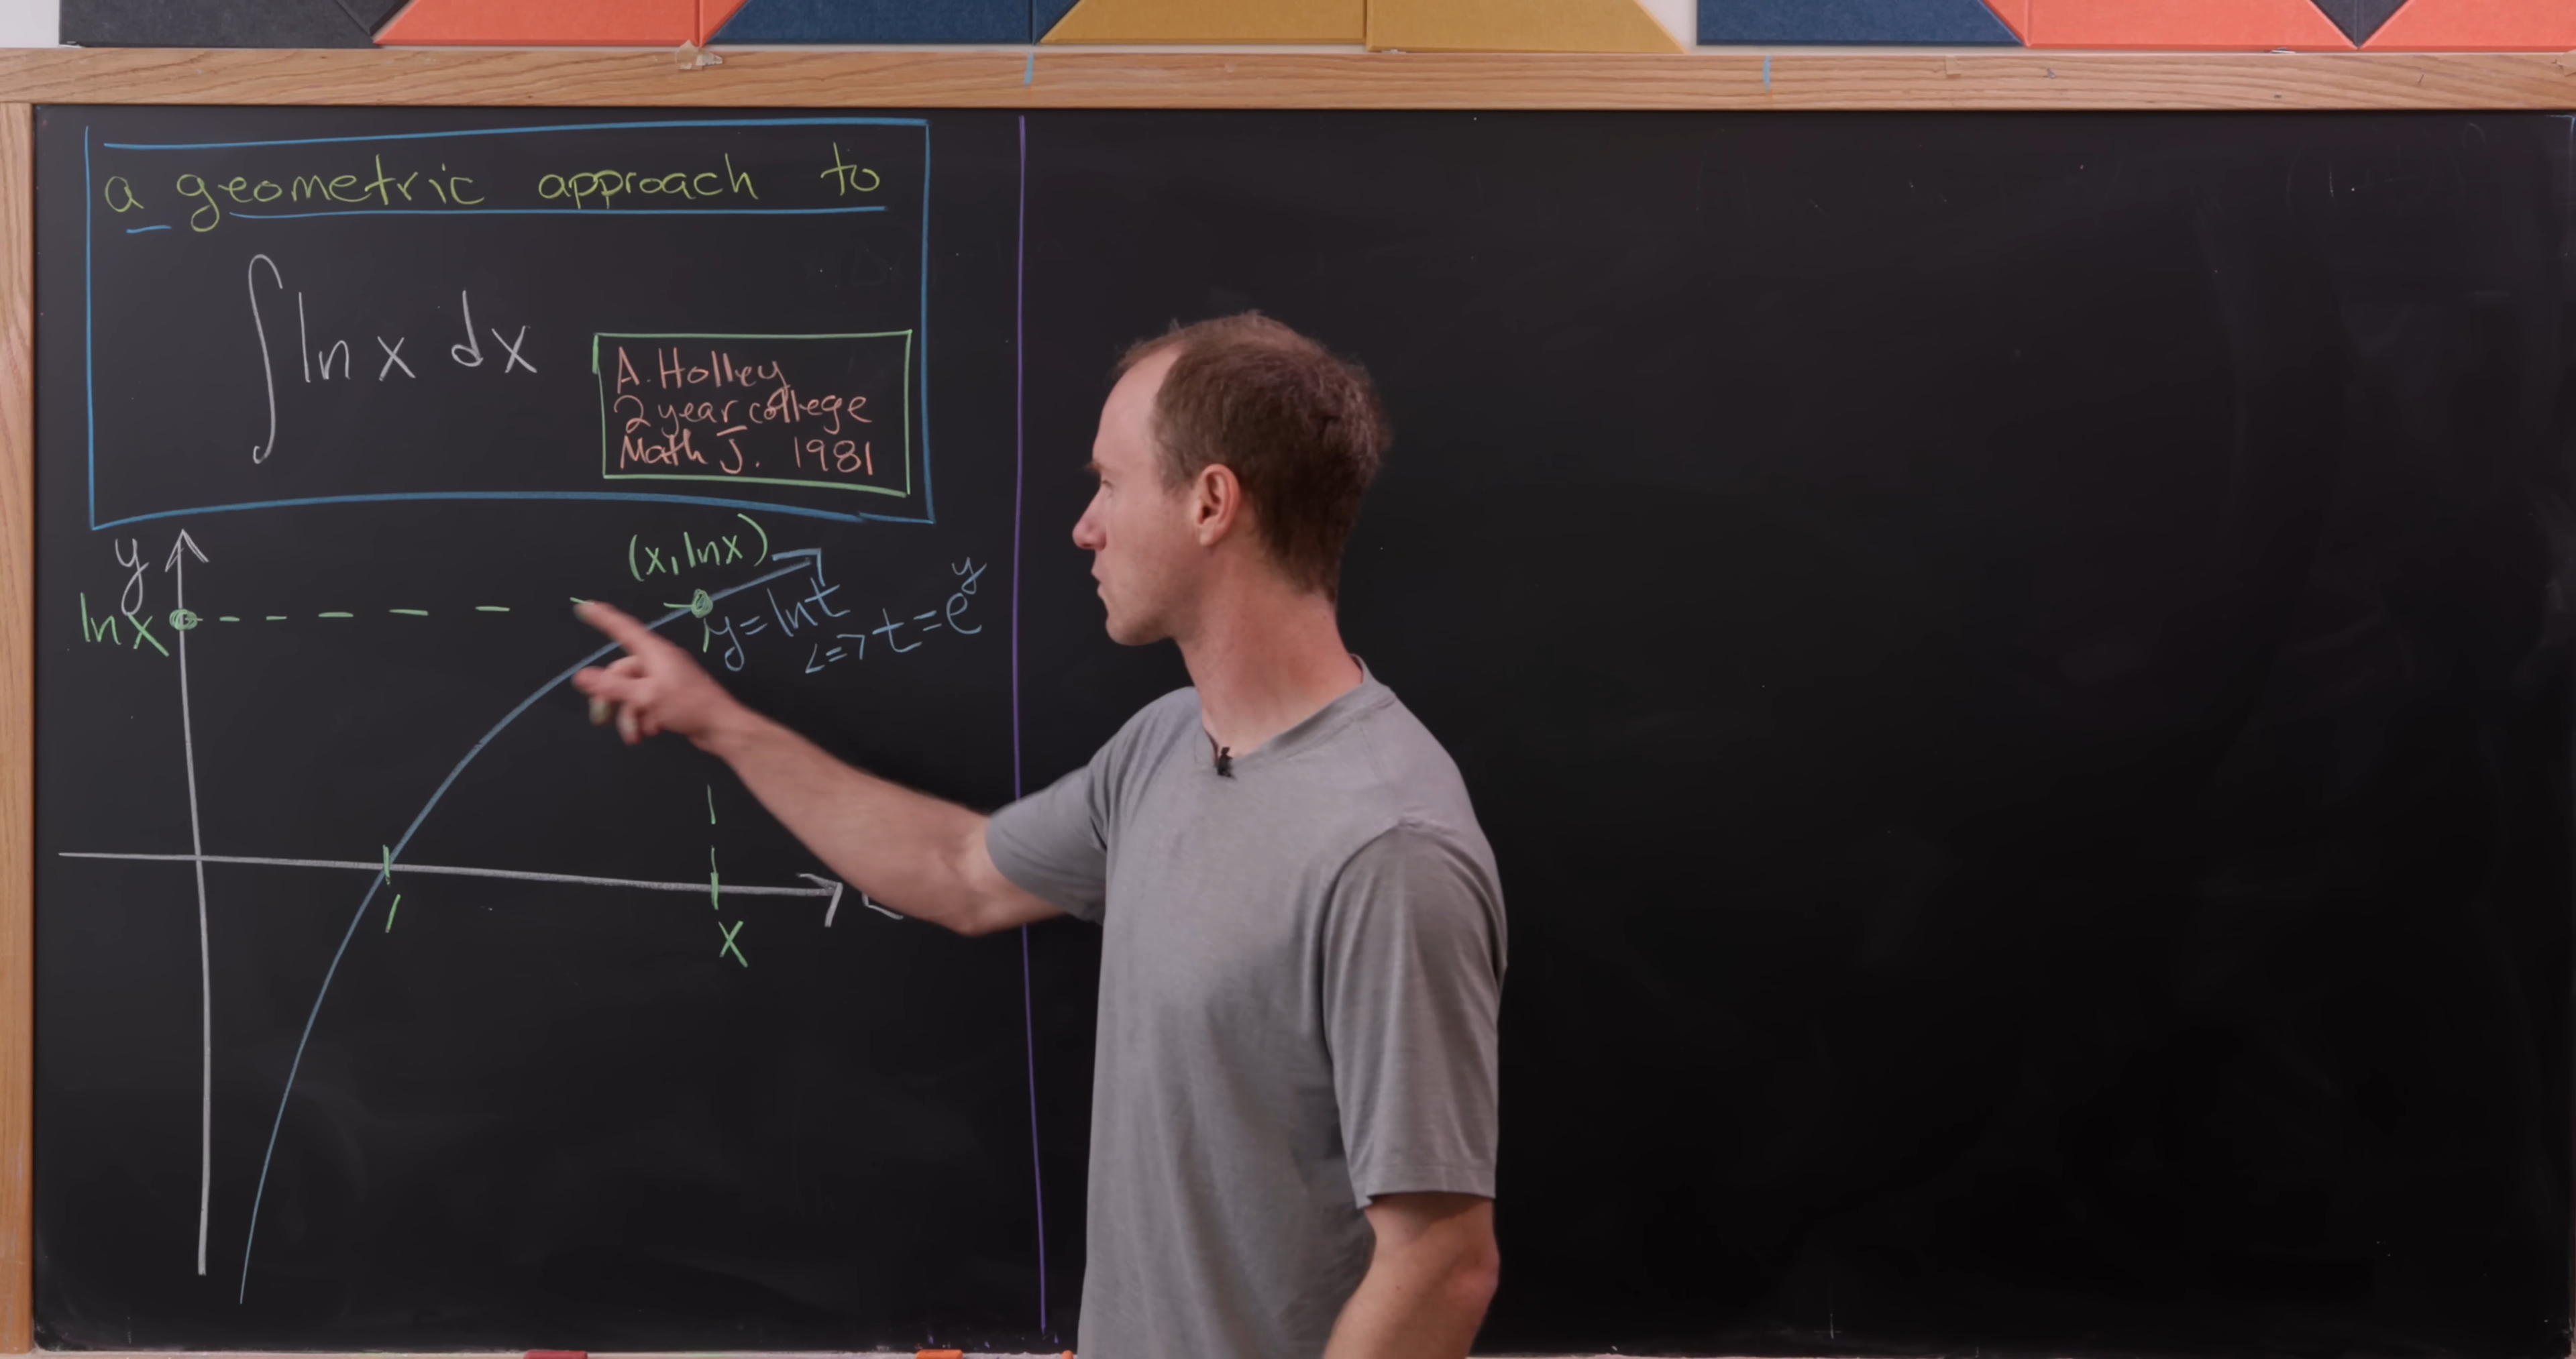 a geometric approach to
∫ ln x dx
A. Holley
2 year college
Math J. 1981
y
(x, ln x)
ln x
y = ln t
<=> t = e^y
1
x